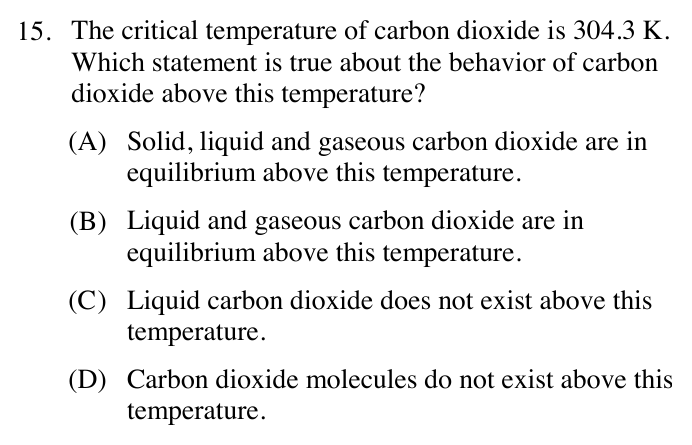 15. The critical temperature of carbon dioxide is 304.3 K.
Which statement is true about the behavior of carbon
dioxide above this temperature?
(A) Solid, liquid and gaseous carbon dioxide are in
equilibrium above this temperature.
(B) Liquid and gaseous carbon dioxide are in
equilibrium above this temperature.
(C) Liquid carbon dioxide does not exist above this
temperature.
(D) Carbon dioxide molecules do not exist above this
temperature.